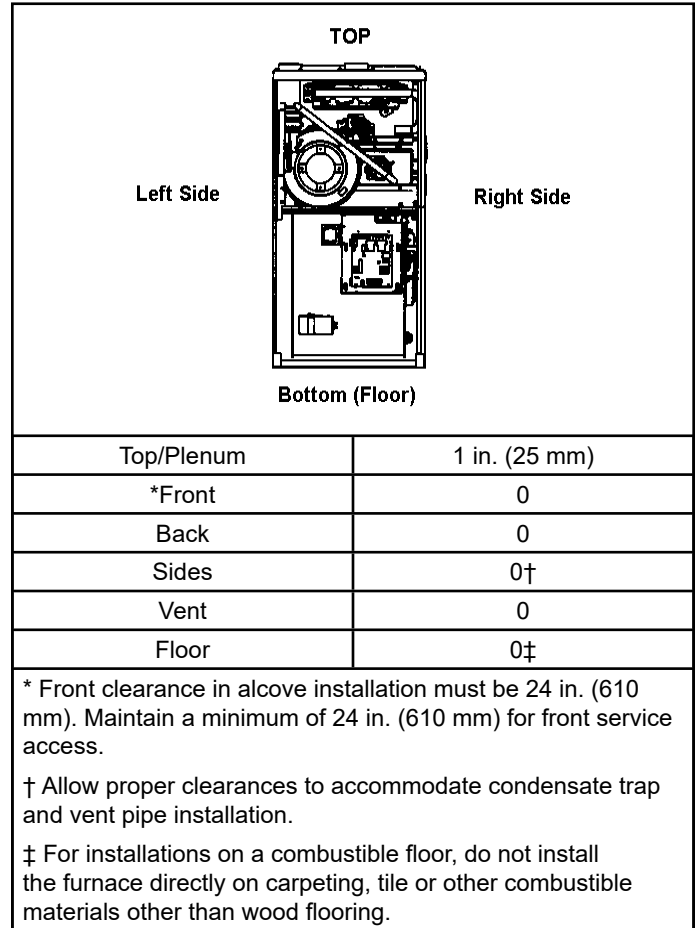 TOP
Left Side
Right Side
Bottom (Floor)
Top/Plenum 1 in. (25 mm)
*Front 0
Back 0
Sides 0†
Vent 0
Floor 0‡
* Front clearance in alcove installation must be 24 in. (610
mm). Maintain a minimum of 24 in. (610 mm) for front service
access.
† Allow proper clearances to accommodate condensate trap
and vent pipe installation.
‡ For installations on a combustible floor, do not install
the furnace directly on carpeting, tile or other combustible
materials other than wood flooring.